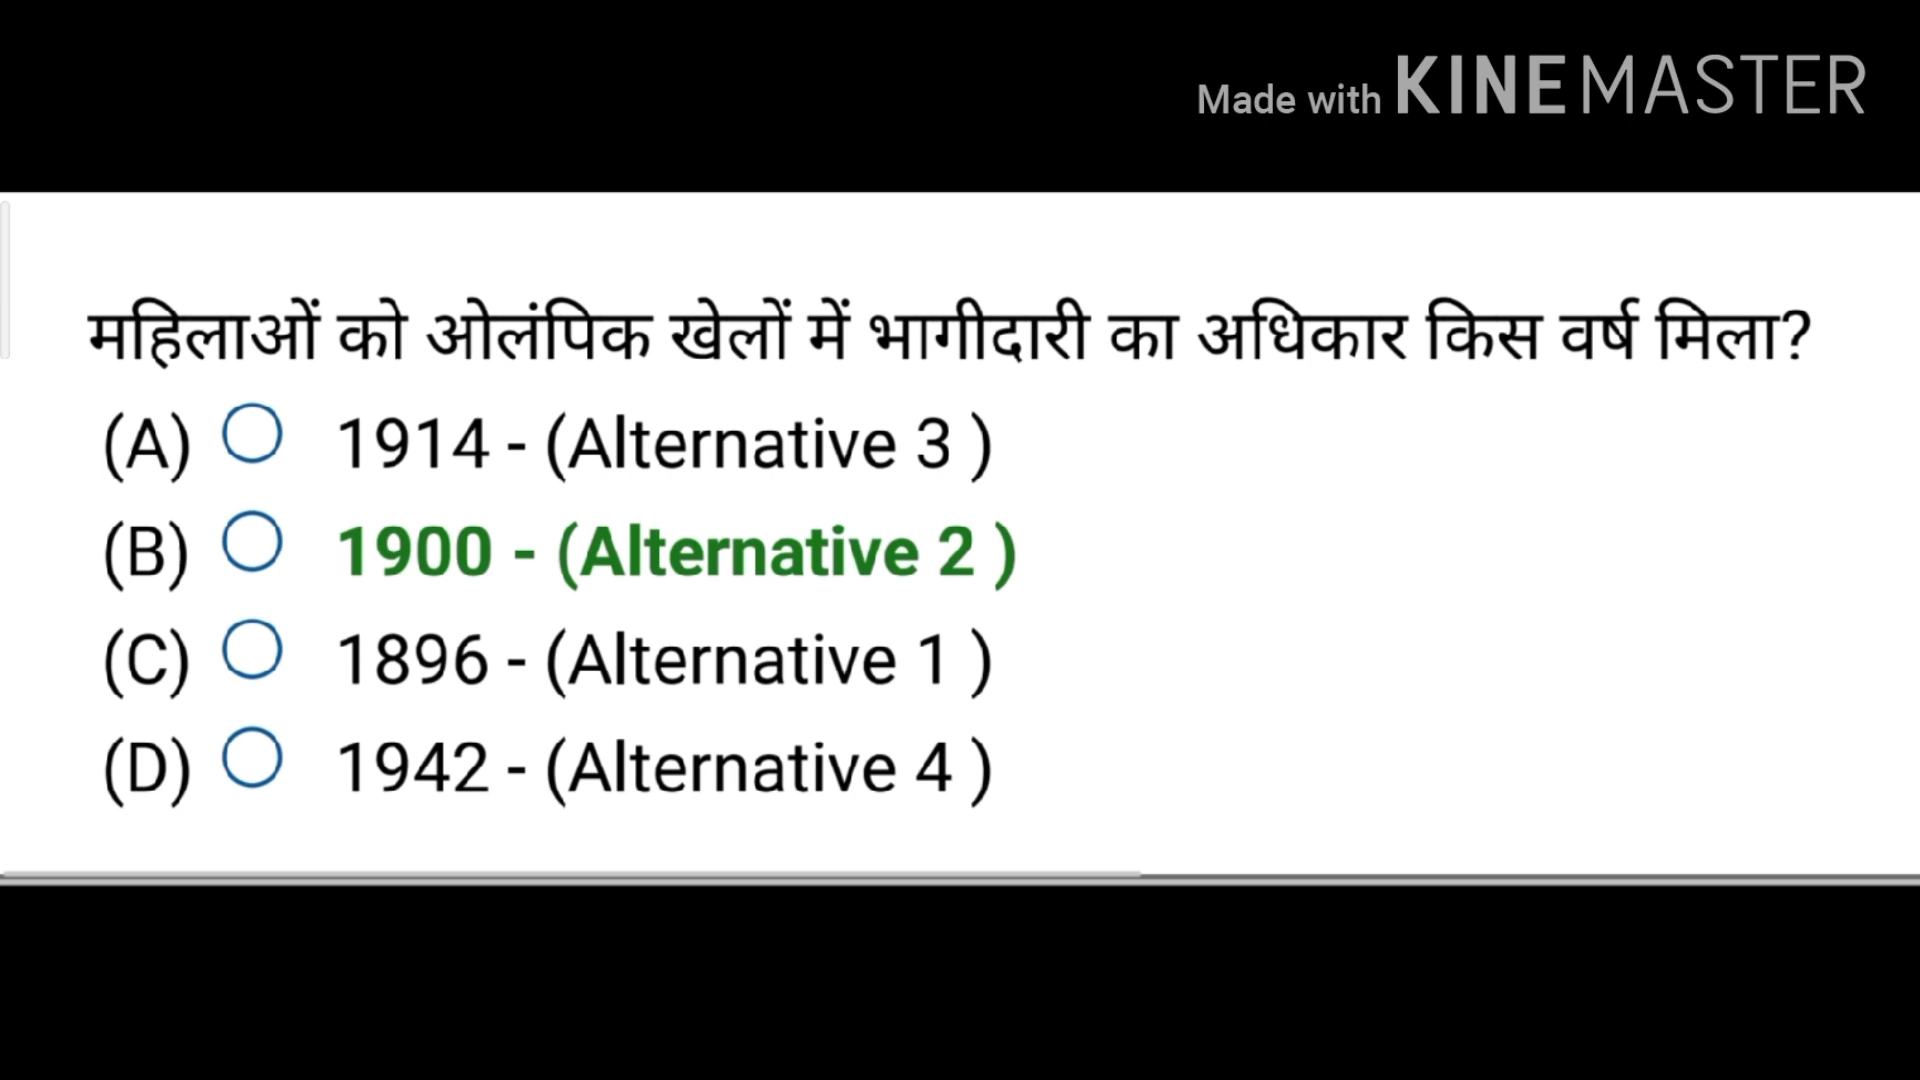 Made with KINEMASTER
महिलाओं को ओलंपिक खेलों में भागीदारी का अधिकार किस वर्ष मिला?
(A) 1914 - (Alternative 3 )
(B) 1900 - (Alternative 2 )
(C) 1896 - (Alternative 1 )
(D) 1942 - (Alternative 4 )